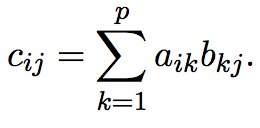 c_{ij} = \sum_{k=1}^{p} a_{ik} b_{kj}.